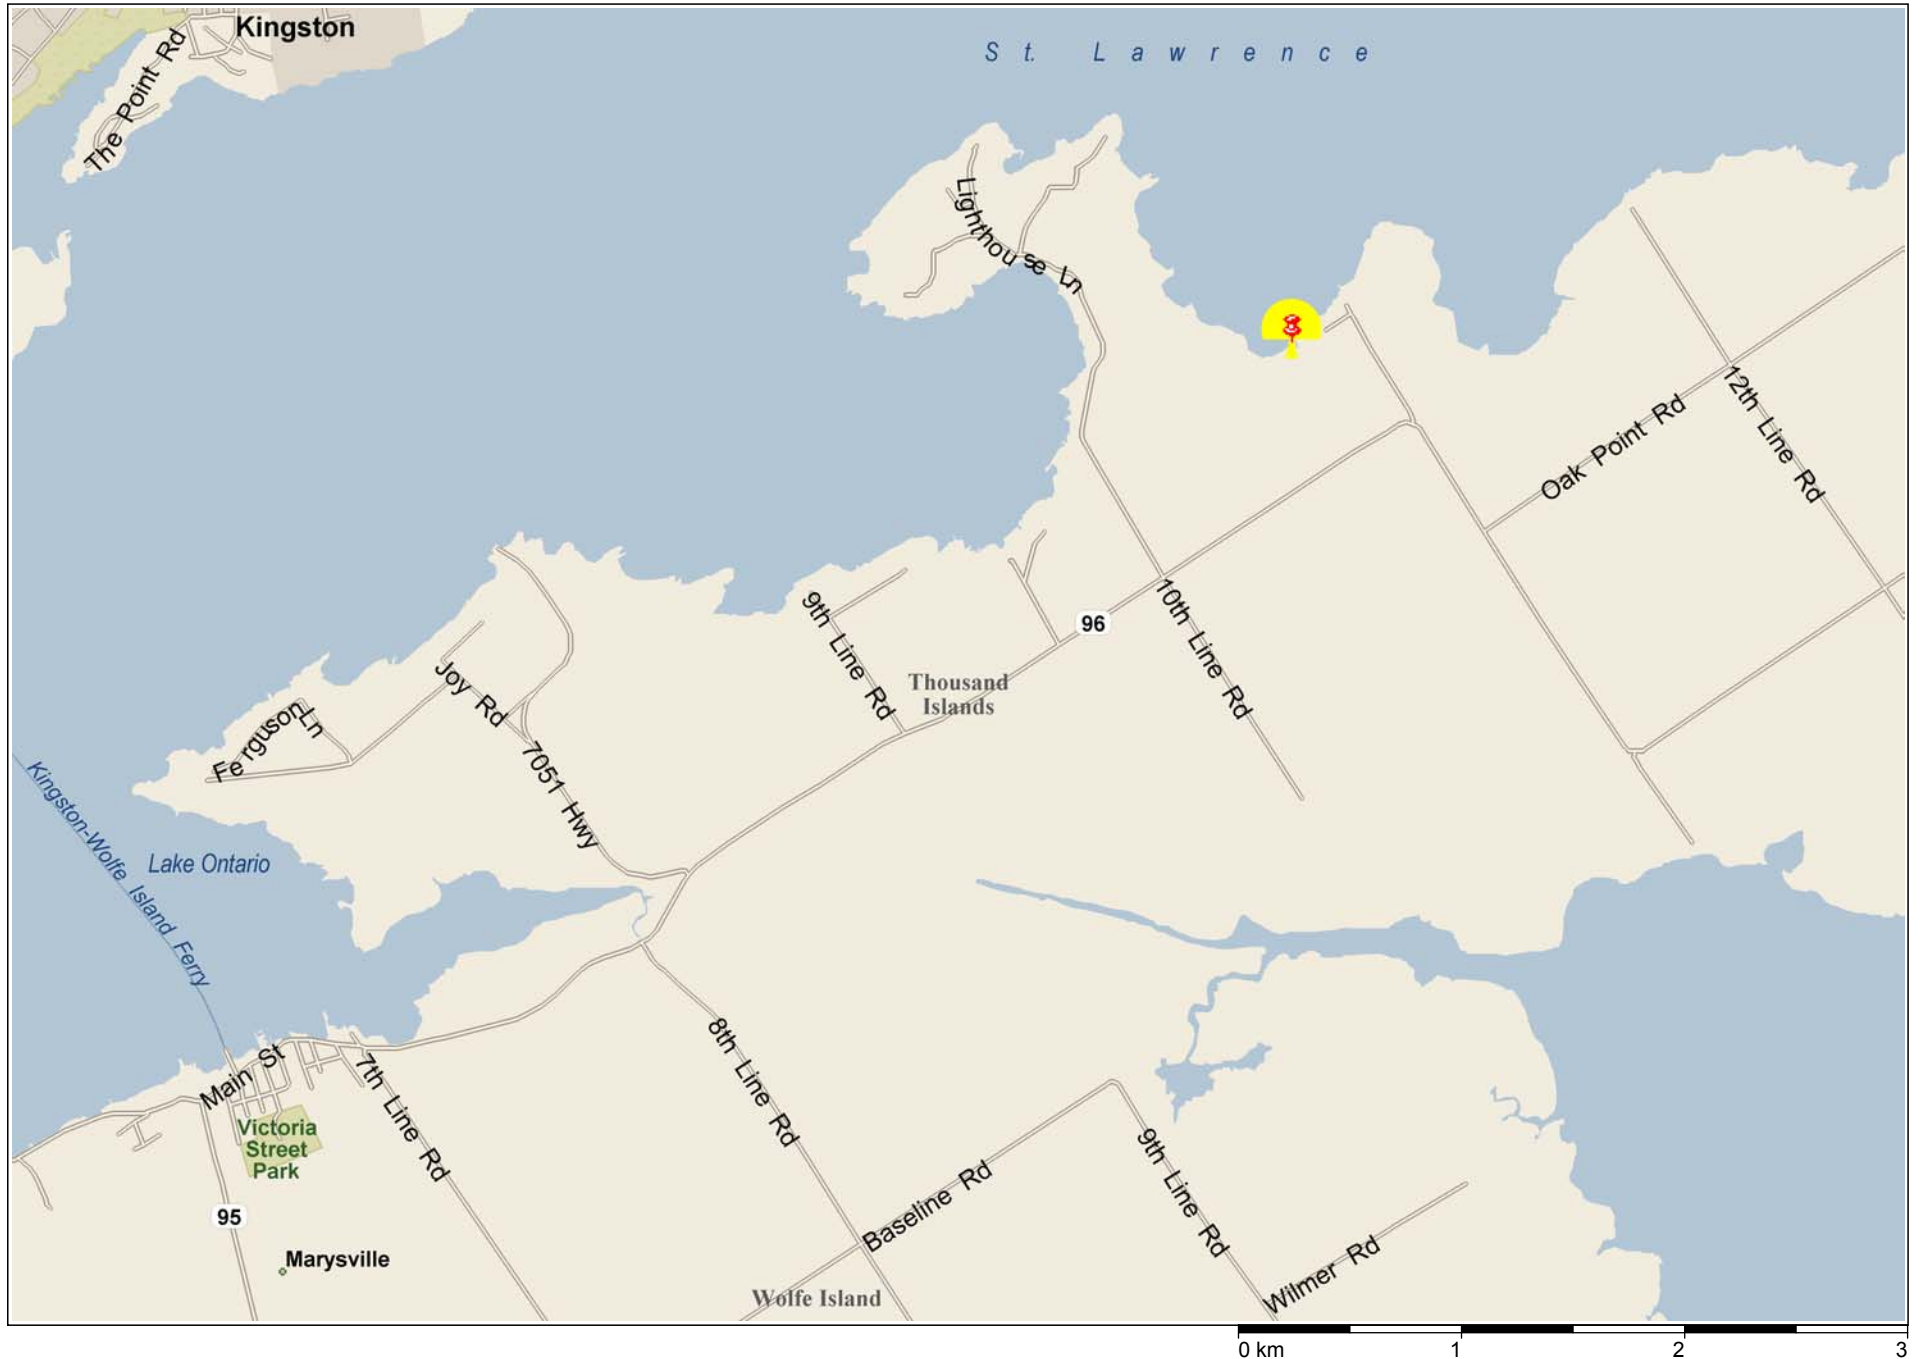 Kingston
St. Lawrence
The Point Rd
Lighthouse Ln
12th Line Rd
Oak Point Rd
96
10th Line Rd
9th Line Rd
Thousand
Islands
Joy Rd
Ferguson Ln
7051 Hwy
Kingston-Wolfe Island Ferry
Lake Ontario
8th Line Rd
Main St
7th Line Rd
Victoria
Street
Park
9th Line Rd
Baseline Rd
95
Marysville
Wilmer Rd
Wolfe Island
0 km 1 2 3